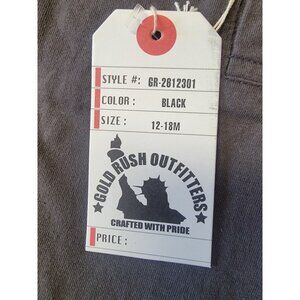 STYLE #: GR-2812301
COLOR : BLACK
SIZE : 12-18M
GOLD RUSH OUTFITTERS
CRAFTED WITH PRIDE
PRICE :